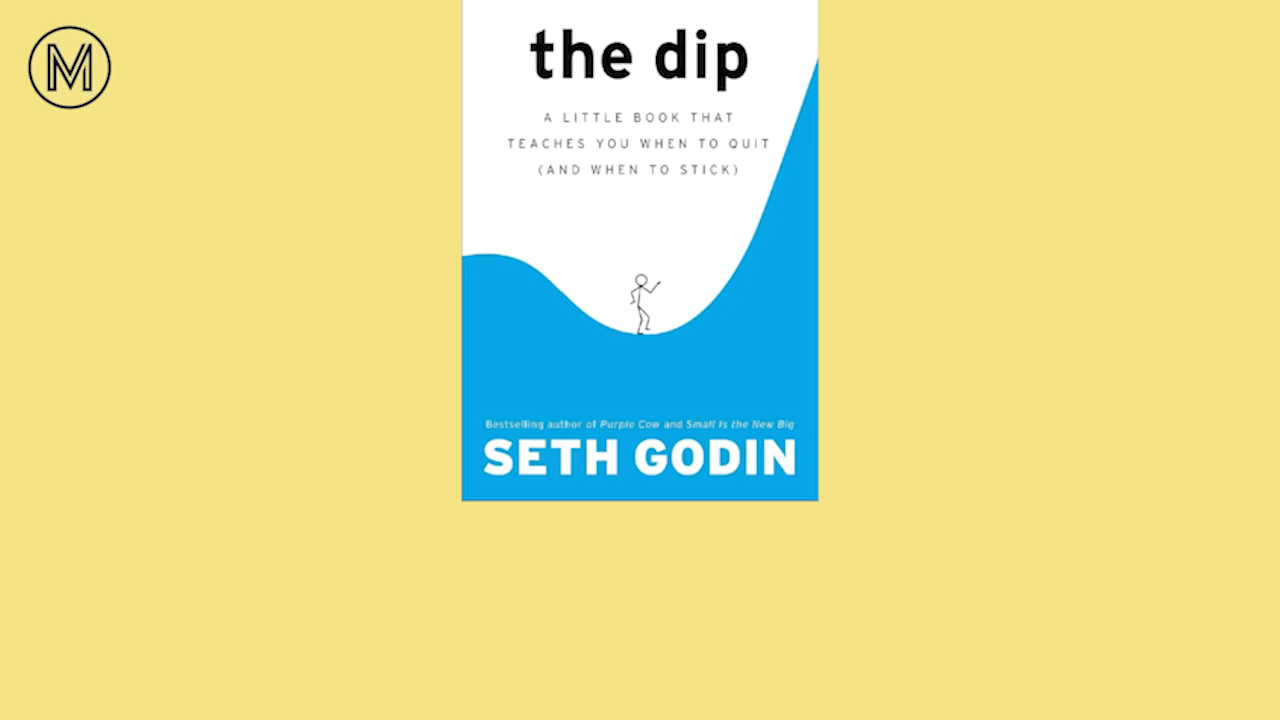 M
the dip
A LITTLE BOOK THAT
TEACHES YOU WHEN TO QUIT
(AND WHEN TO STICK)
Bestselling author of Purple Cow and Small Is the New Big
SETH GODIN